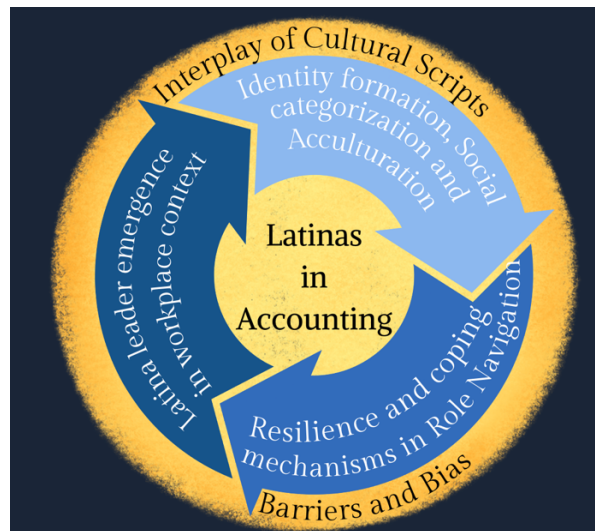 Interplay of Cultural Scripts
Identity formation, Social
categorization and
Acculturation
Latinas
in
Accounting
Latina leader emergence
in workplace context
Resilience and coping
mechanisms in Role Navigation
Barriers and Bias